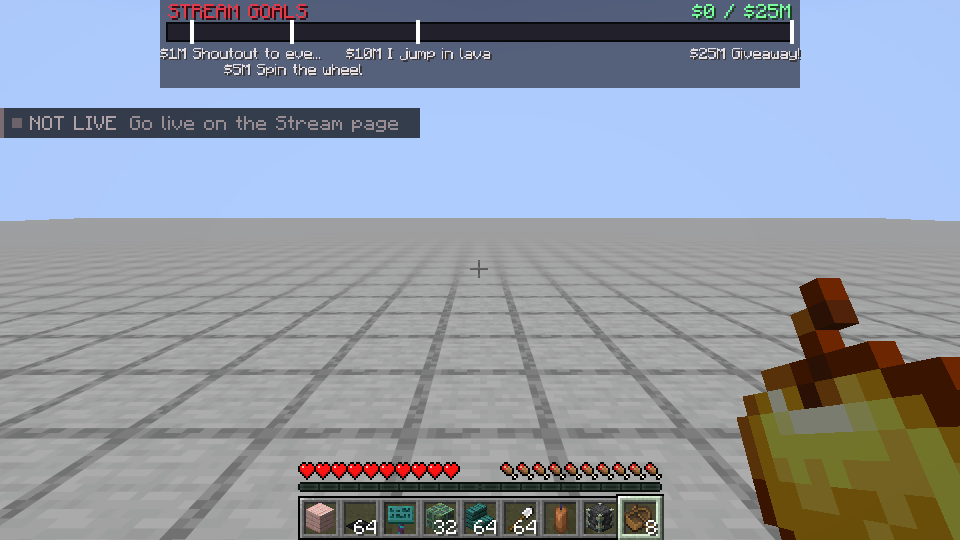 STREAM GOALS $0 / $25M
$1M Shoutout to eve... $10M I jump in lava $25M Giveaway!
$5M Spin the wheel
NOT LIVE Go live on the Stream page
64 32 64 64 8